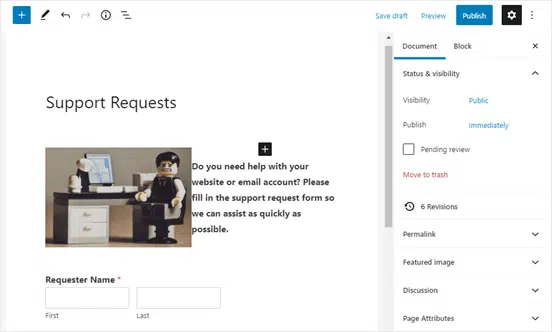 Save draft
Preview
Publish
Document
Block
Status & visibility
Visibility
Public
Publish
Immediately
Pending review
Move to trash
6 Revisions
Permalink
Featured image
Discussion
Page Attributes
Support Requests
Do you need help with your
website or email account? Please
fill in the support request form so
we can assist as quickly as
possible.
Requester Name *
First
Last